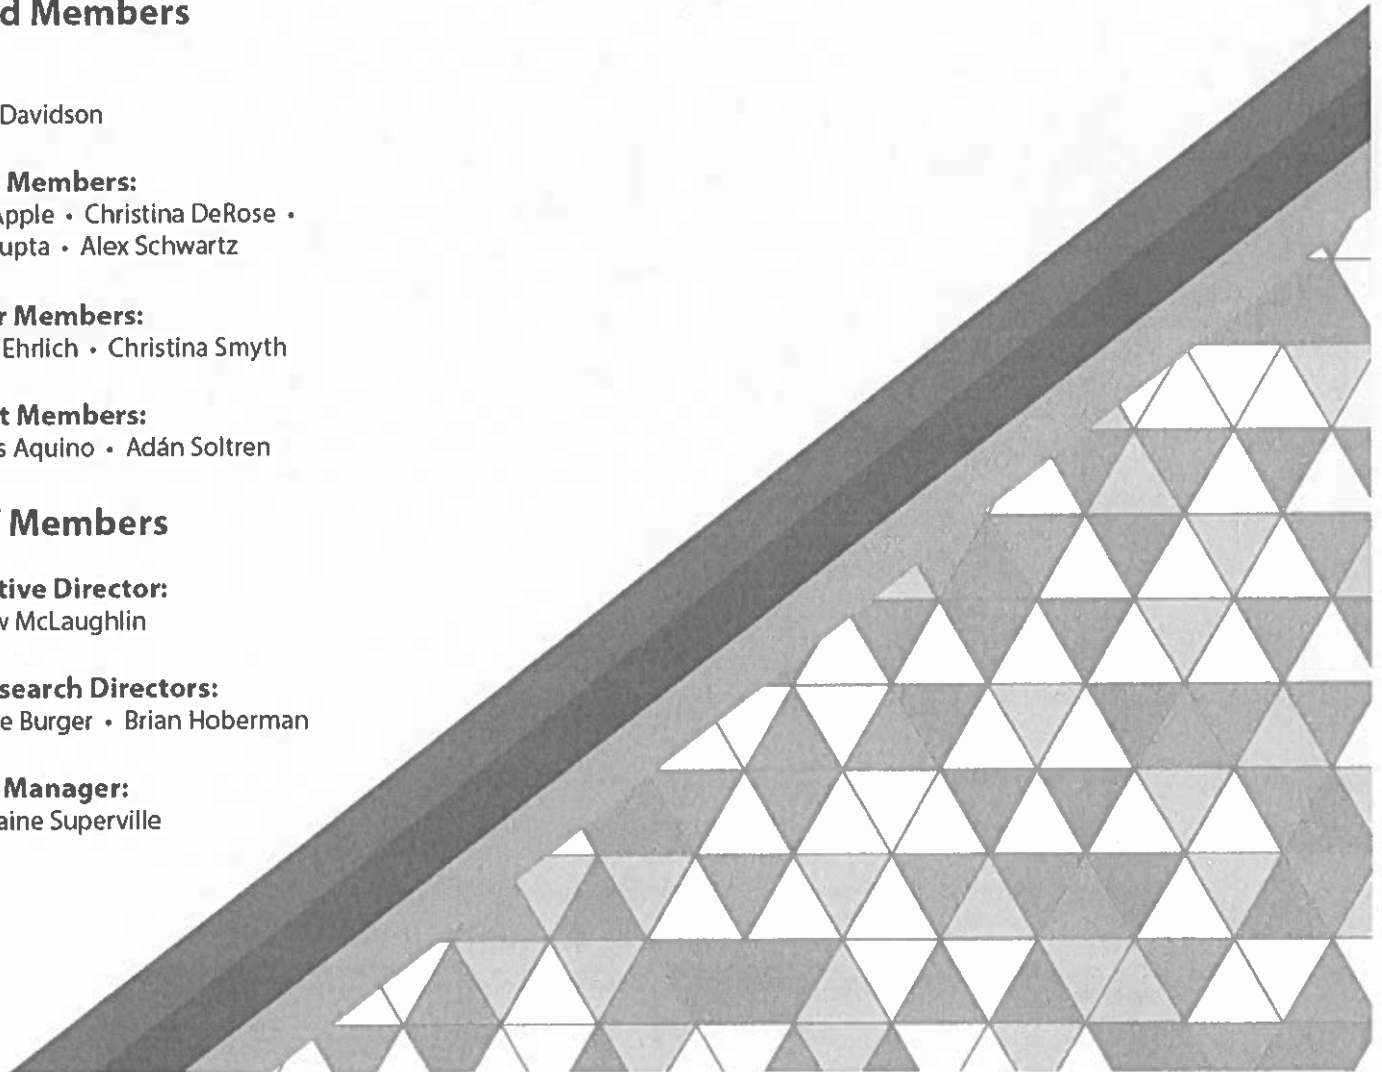 d Members
Davidson
Members:
Apple • Christina DeRose •
upta • Alex Schwartz
r Members:
Ehrlich • Christina Smyth
t Members:
s Aquino • Adán Soltren
Members
tive Director:
w McLaughlin
search Directors:
e Burger • Brian Hoberman
Manager:
aine Superville